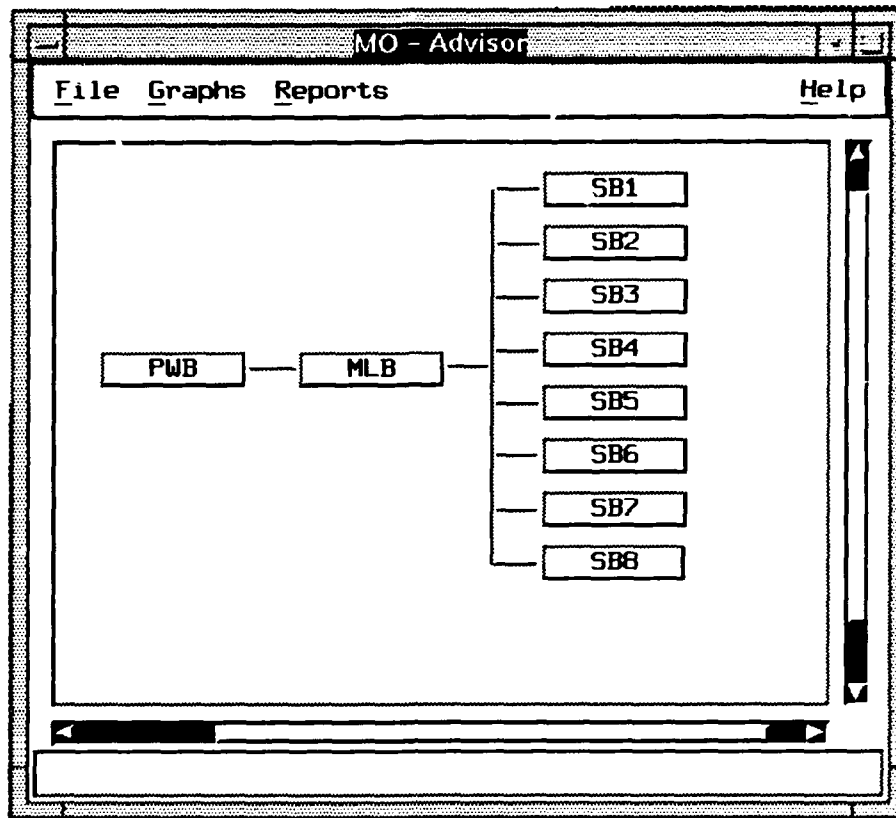 MO - Advisor
File Graphs Reports Help
SB1
SB2
SB3
SB4
PWB MLB
SB5
SB6
SB7
SB8